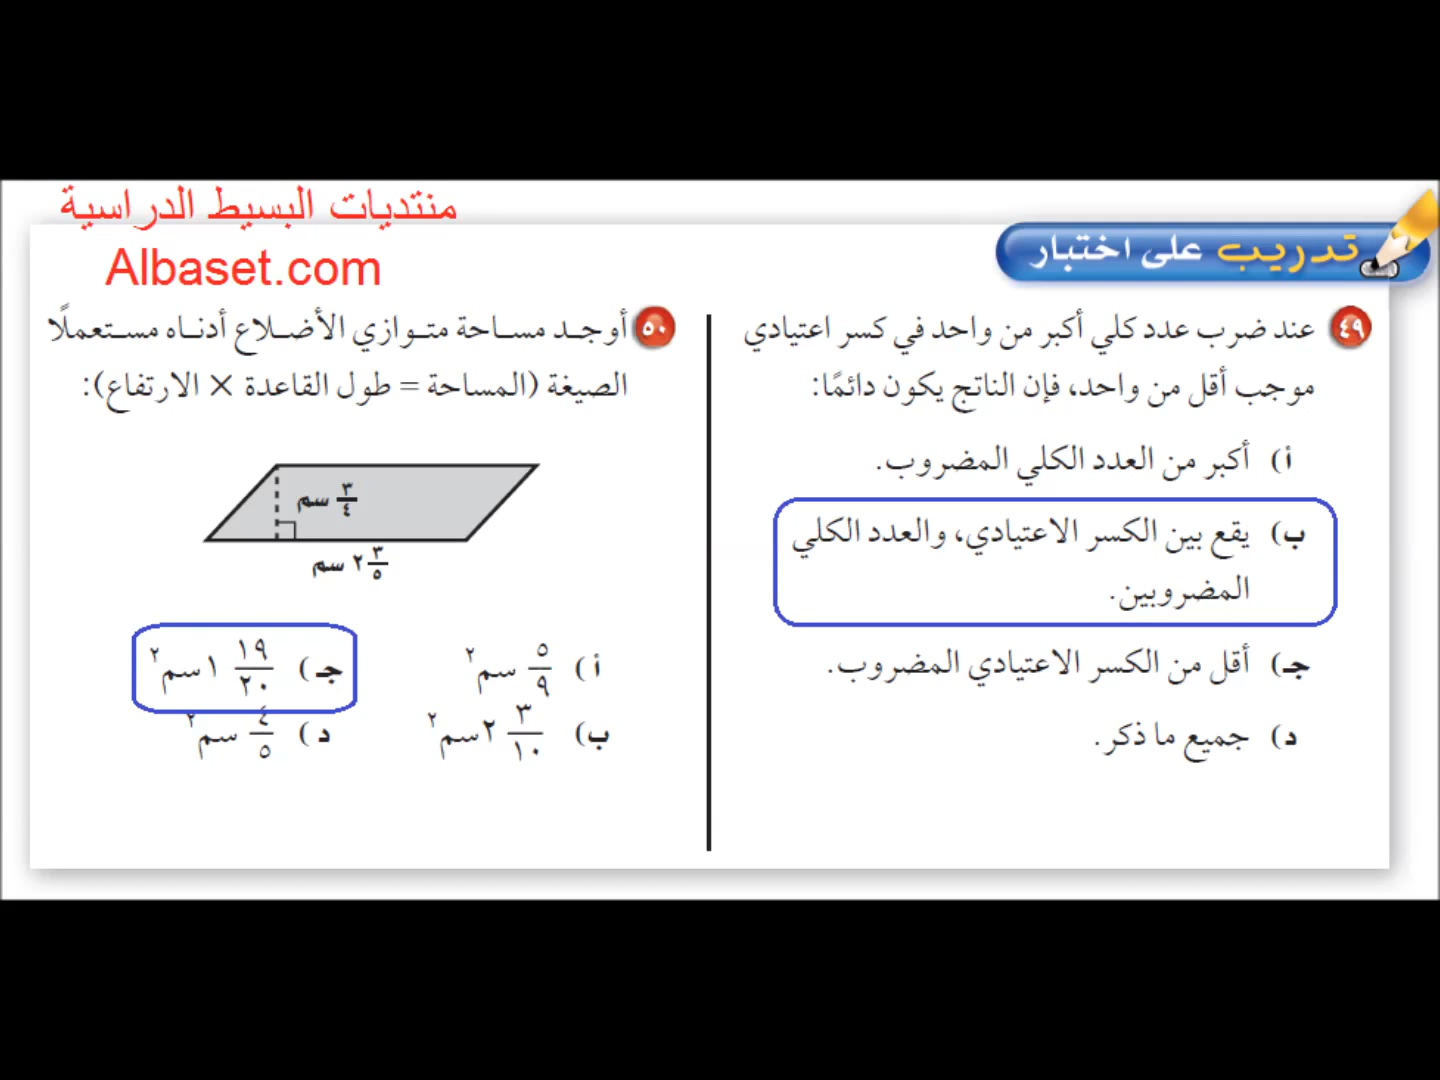 منتديات البسيط الدراسية
Albaset.com
تدريب على اختبار
٤٩ عند ضرب عدد كلي أكبر من واحد في كسر اعتيادي
موجب أقل من واحد، فإن الناتج يكون دائمًا:
أ) أكبر من العدد الكلي المضروب.
ب) يقع بين الكسر الاعتيادي، والعدد الكلي
المضروبين.
جـ) أقل من الكسر الاعتيادي المضروب.
د) جميع ما ذكر.
٥٠ أوجد مساحة متوازي الأضلاع أدناه مستعملًا
الصيغة (المساحة = طول القاعدة × الارتفاع):
٣/٤ سم
٢ ٣/٥ سم
أ) ٥/٩ سم٢
جـ) ١ ١٩/٢٠ سم٢
ب) ٢ ٣/١٠ سم٢
د) ٤/٥ سم٢